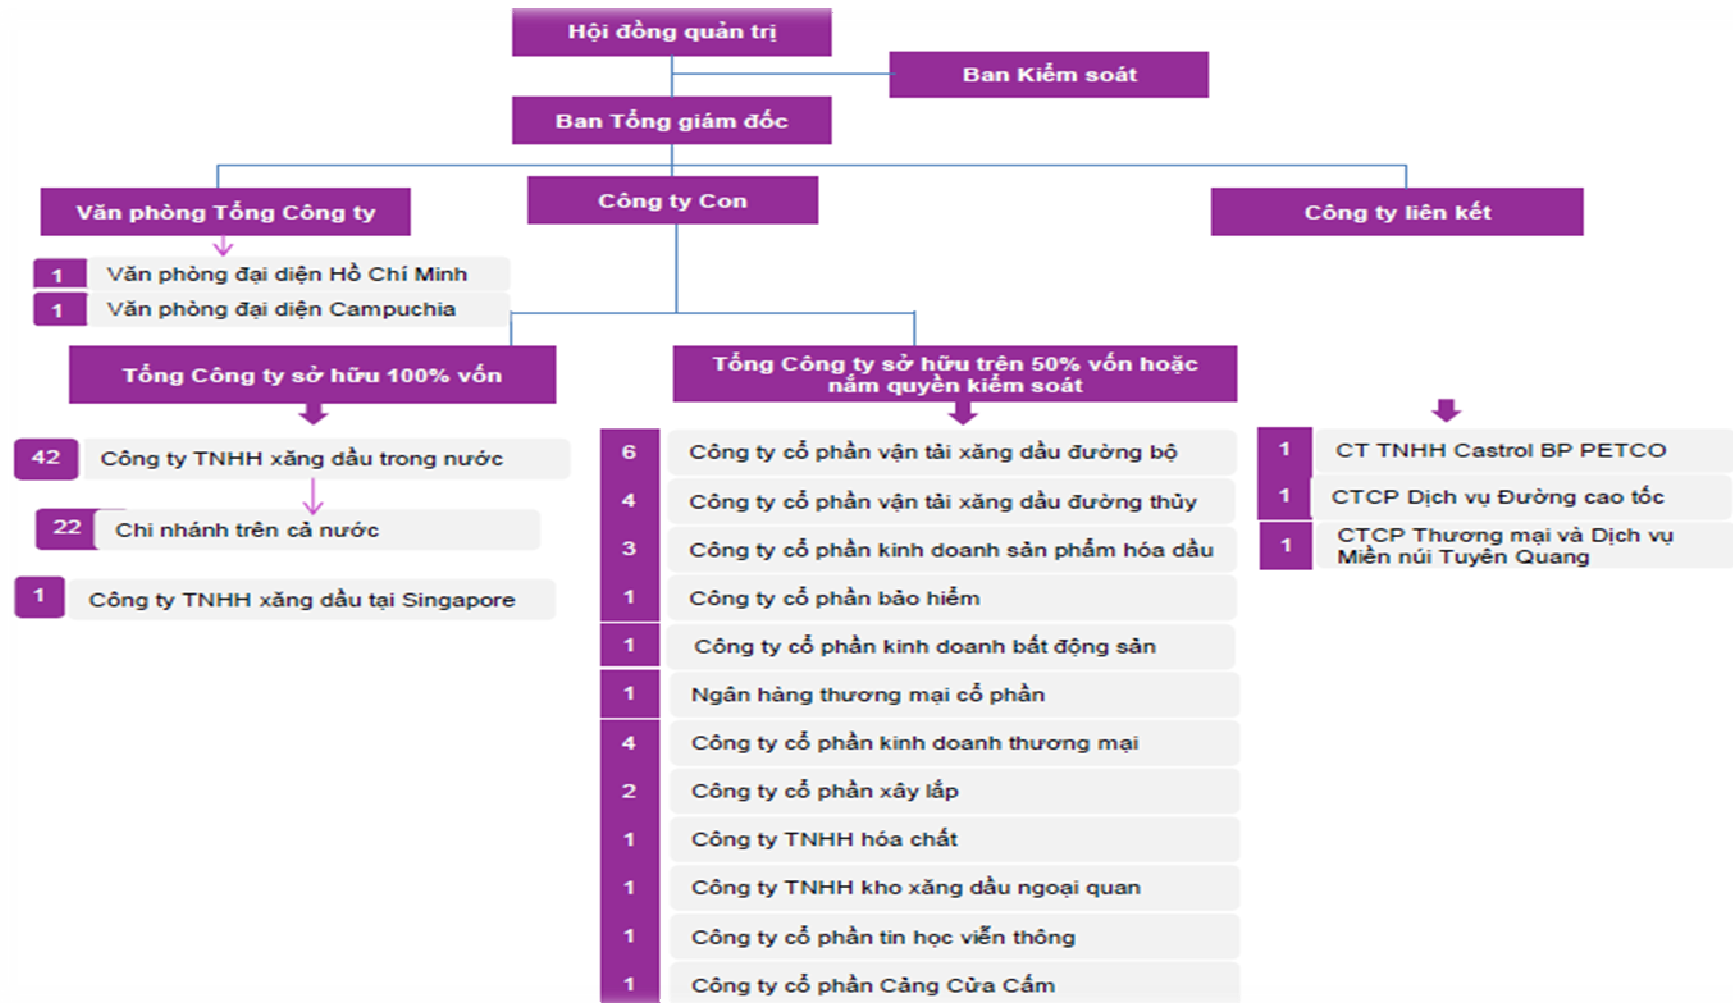 Hội đồng quản trị
Ban Kiểm soát
Ban Tổng giám đốc
Văn phòng Tổng Công ty
Công ty Con
Công ty liên kết
1 Văn phòng đại diện Hồ Chí Minh
1 Văn phòng đại diện Campuchia
Tổng Công ty sở hữu 100% vốn
42 Công ty TNHH xăng dầu trong nước
22 Chi nhánh trên cả nước
1 Công ty TNHH xăng dầu tại Singapore
Tổng Công ty sở hữu trên 50% vốn hoặc
nắm quyền kiểm soát
6 Công ty cổ phần vận tải xăng dầu đường bộ
4 Công ty cổ phần vận tải xăng dầu đường thủy
3 Công ty cổ phần kinh doanh sản phẩm hóa dầu
1 Công ty cổ phần bảo hiểm
1 Công ty cổ phần kinh doanh bất động sản
1 Ngân hàng thương mại cổ phần
4 Công ty cổ phần kinh doanh thương mại
2 Công ty cổ phần xây lắp
1 Công ty TNHH hóa chất
1 Công ty TNHH kho xăng dầu ngoại quan
1 Công ty cổ phần tin học viễn thông
1 Công ty cổ phần Cảng Cửa Cấm
1 CT TNHH Castrol BP PETCO
1 CTCP Dịch vụ Đường cao tốc
1 CTCP Thương mại và Dịch vụ
Miền núi Tuyên Quang